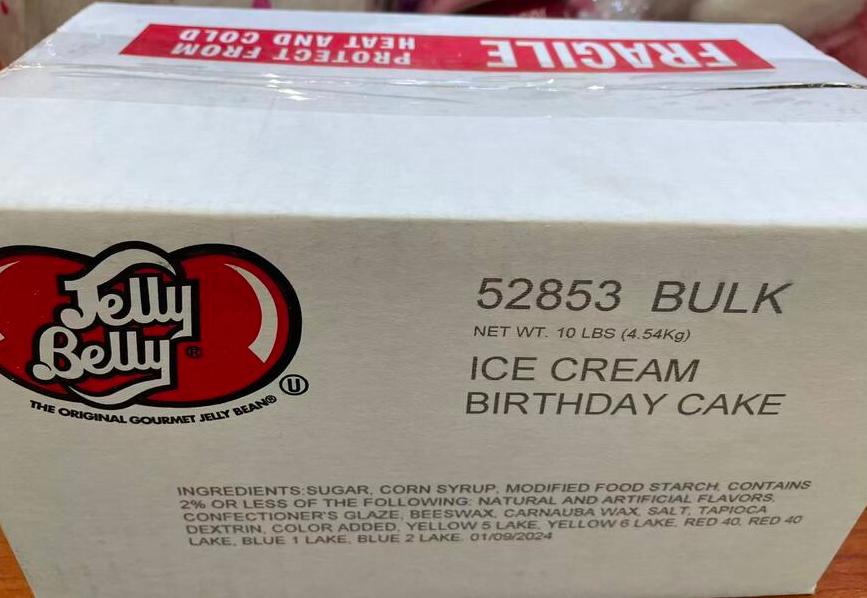 FRAGILE
PROTECT FROM
HEAT AND COLD
Jelly
Belly®
THE ORIGINAL GOURMET JELLY BEAN®
U
52853 BULK
NET WT. 10 LBS (4.54Kg)
ICE CREAM
BIRTHDAY CAKE
INGREDIENTS:SUGAR, CORN SYRUP, MODIFIED FOOD STARCH, CONTAINS
2% OR LESS OF THE FOLLOWING: NATURAL AND ARTIFICIAL FLAVORS,
CONFECTIONER'S GLAZE, BEESWAX, CARNAUBA WAX, SALT, TAPIOCA
DEXTRIN, COLOR ADDED, YELLOW 5 LAKE, YELLOW 6 LAKE, RED 40, RED 40
LAKE, BLUE 1 LAKE, BLUE 2 LAKE. 01/09/2024